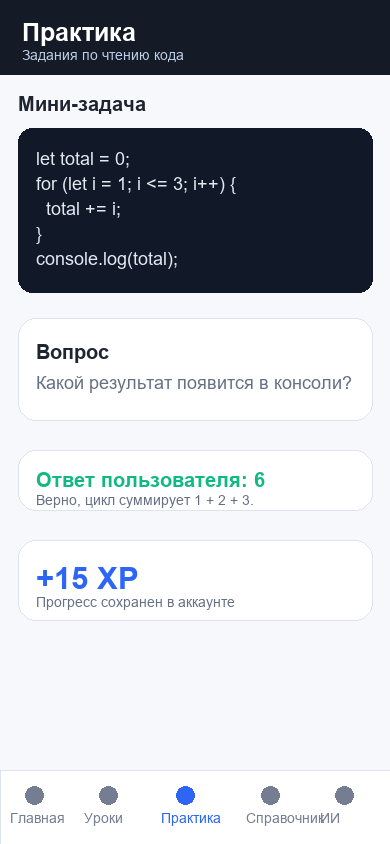 Практика
Задания по чтению кода
Мини-задача
let total = 0;
for (let i = 1; i <= 3; i++) {
  total += i;
}
console.log(total);
Вопрос
Какой результат появится в консоли?
Ответ пользователя: 6
Верно, цикл суммирует 1 + 2 + 3.
+15 XP
Прогресс сохранен в аккаунте
Главная Уроки Практика Справочник ИИ